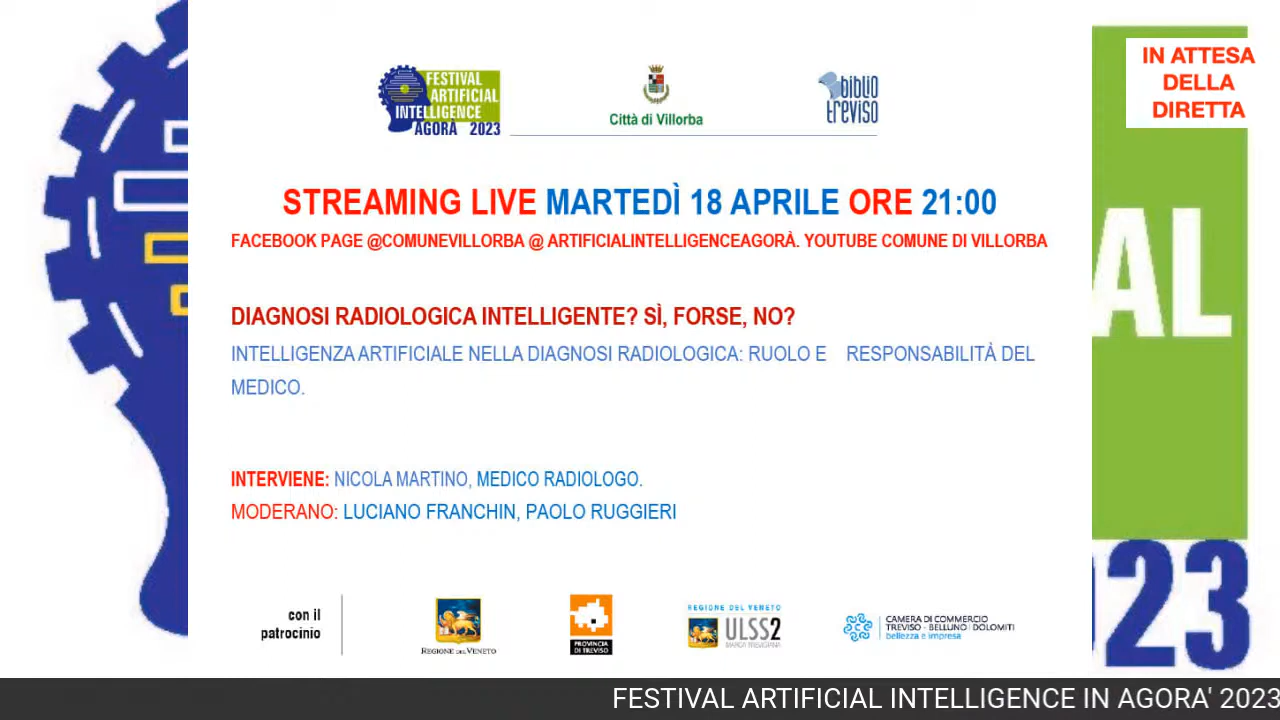 FESTIVAL
ARTIFICIAL
INTELLIGENCE
AGORÀ 2023
Città di Villorba
biblio
treviso
IN ATTESA
DELLA
DIRETTA
STREAMING LIVE MARTEDÌ 18 APRILE ORE 21:00
FACEBOOK PAGE @COMUNEVILLORBA @ ARTIFICIALINTELLIGENCEAGORÀ. YOUTUBE COMUNE DI VILLORBA
DIAGNOSI RADIOLOGICA INTELLIGENTE? SÌ, FORSE, NO?
INTELLIGENZA ARTIFICIALE NELLA DIAGNOSI RADIOLOGICA: RUOLO E RESPONSABILITÀ DEL
MEDICO.
INTERVIENE: NICOLA MARTINO, MEDICO RADIOLOGO.
MODERANO: LUCIANO FRANCHIN, PAOLO RUGGIERI
AL
023
con il
patrocinio
REGIONE DEL VENETO
PROVINCIA
DI TREVISO
REGIONE DEL VENETO
ULSS2
MARCA TREVIGIANA
CAMERA DI COMMERCIO
TREVISO - BELLUNO | DOLOMITI
bellezza e impresa
FESTIVAL ARTIFICIAL INTELLIGENCE IN AGORA' 2023